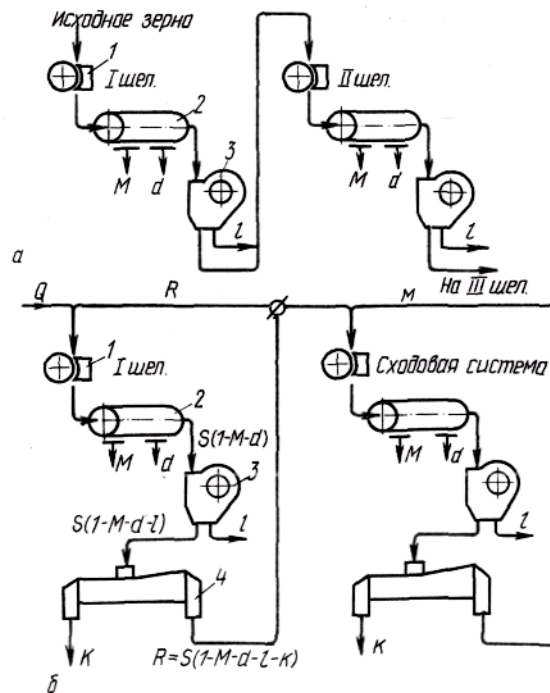 Исходное зерно
1
I шел.
II шел.
2
3
М d
l
М d
l
а
На III шел.
Q R М
1
I шел.
Сходовая система
2
S(1-М-d)
М d
3
l
М d
l
S(1-М-d-l)
4
К
R=S(1-М-d-l-к)
К
б